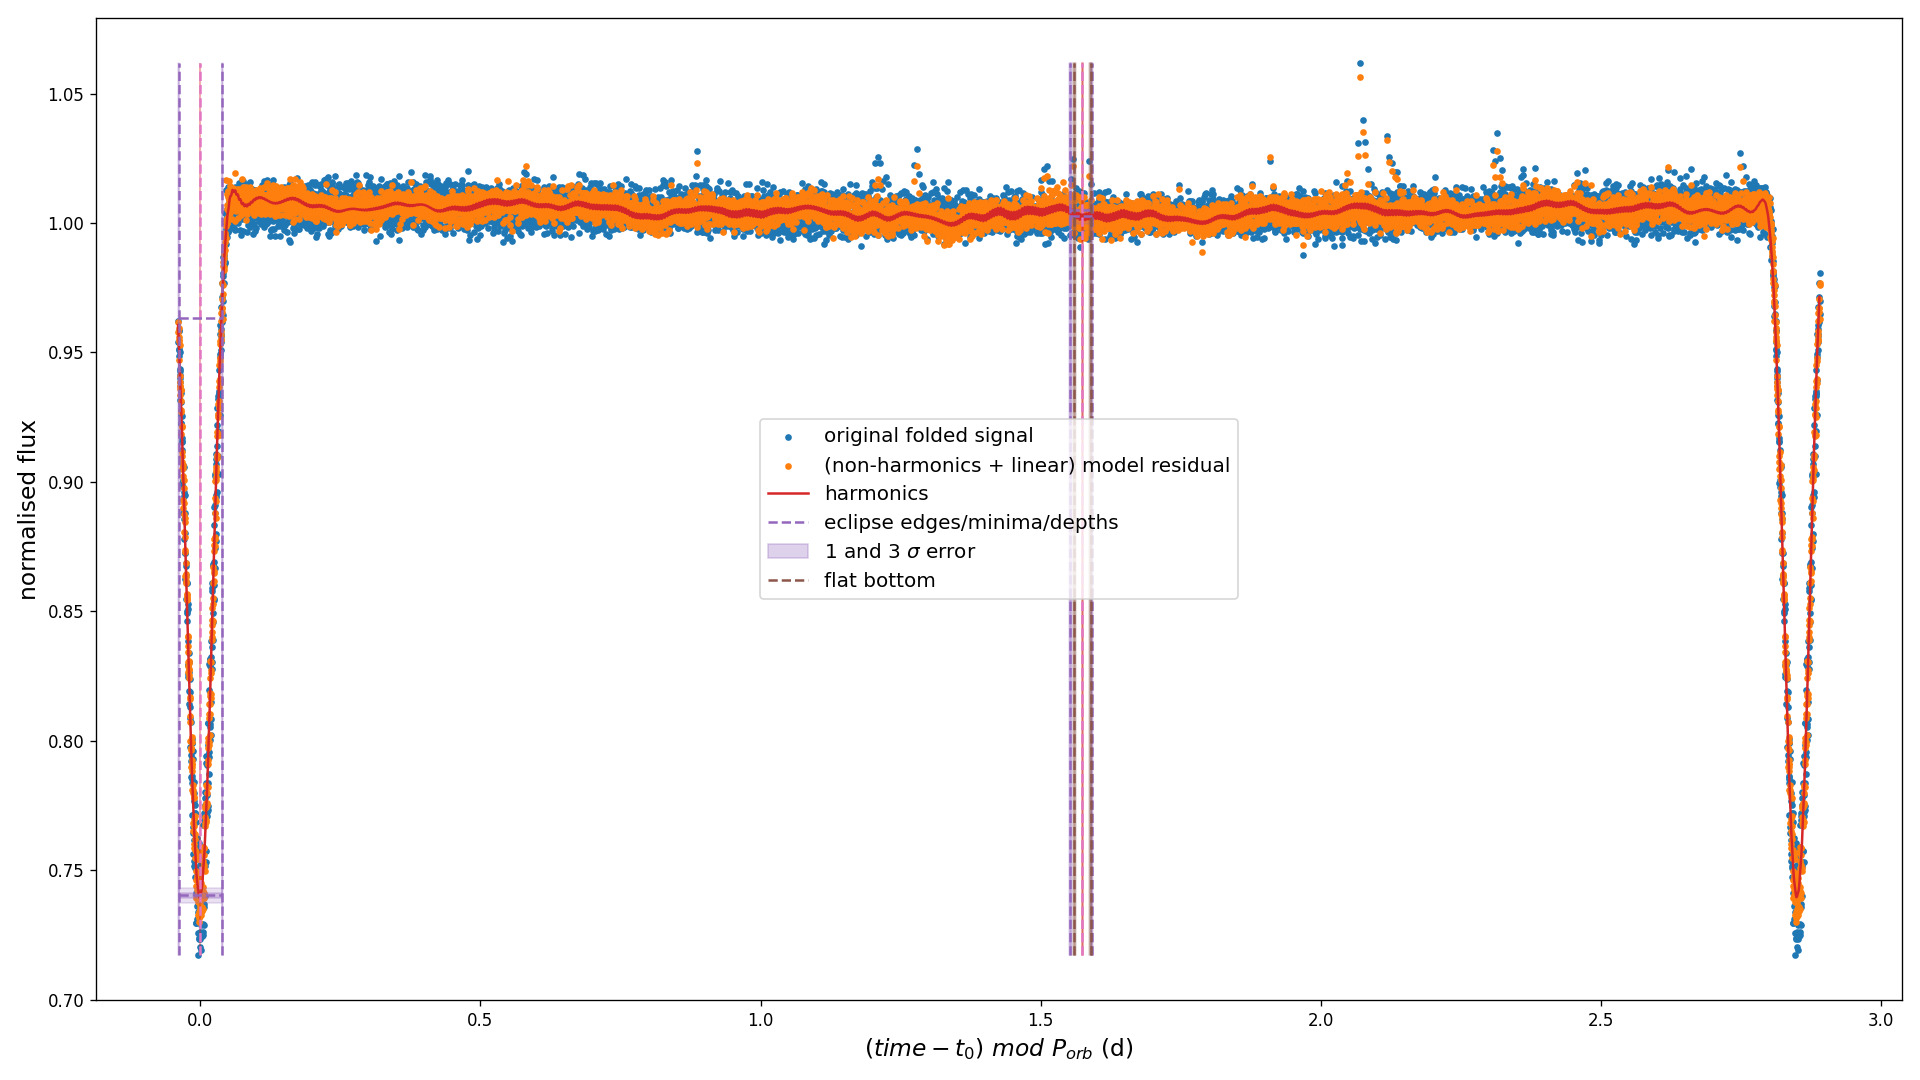 normalised flux
1.05
1.00
0.95
0.90
0.85
0.80
0.75
0.70
original folded signal
(non-harmonics + linear) model residual
harmonics
eclipse edges/minima/depths
1 and 3 σ error
flat bottom
0.0 0.5 1.0 1.5 2.0 2.5 3.0
(time − t₀) mod P_orb (d)